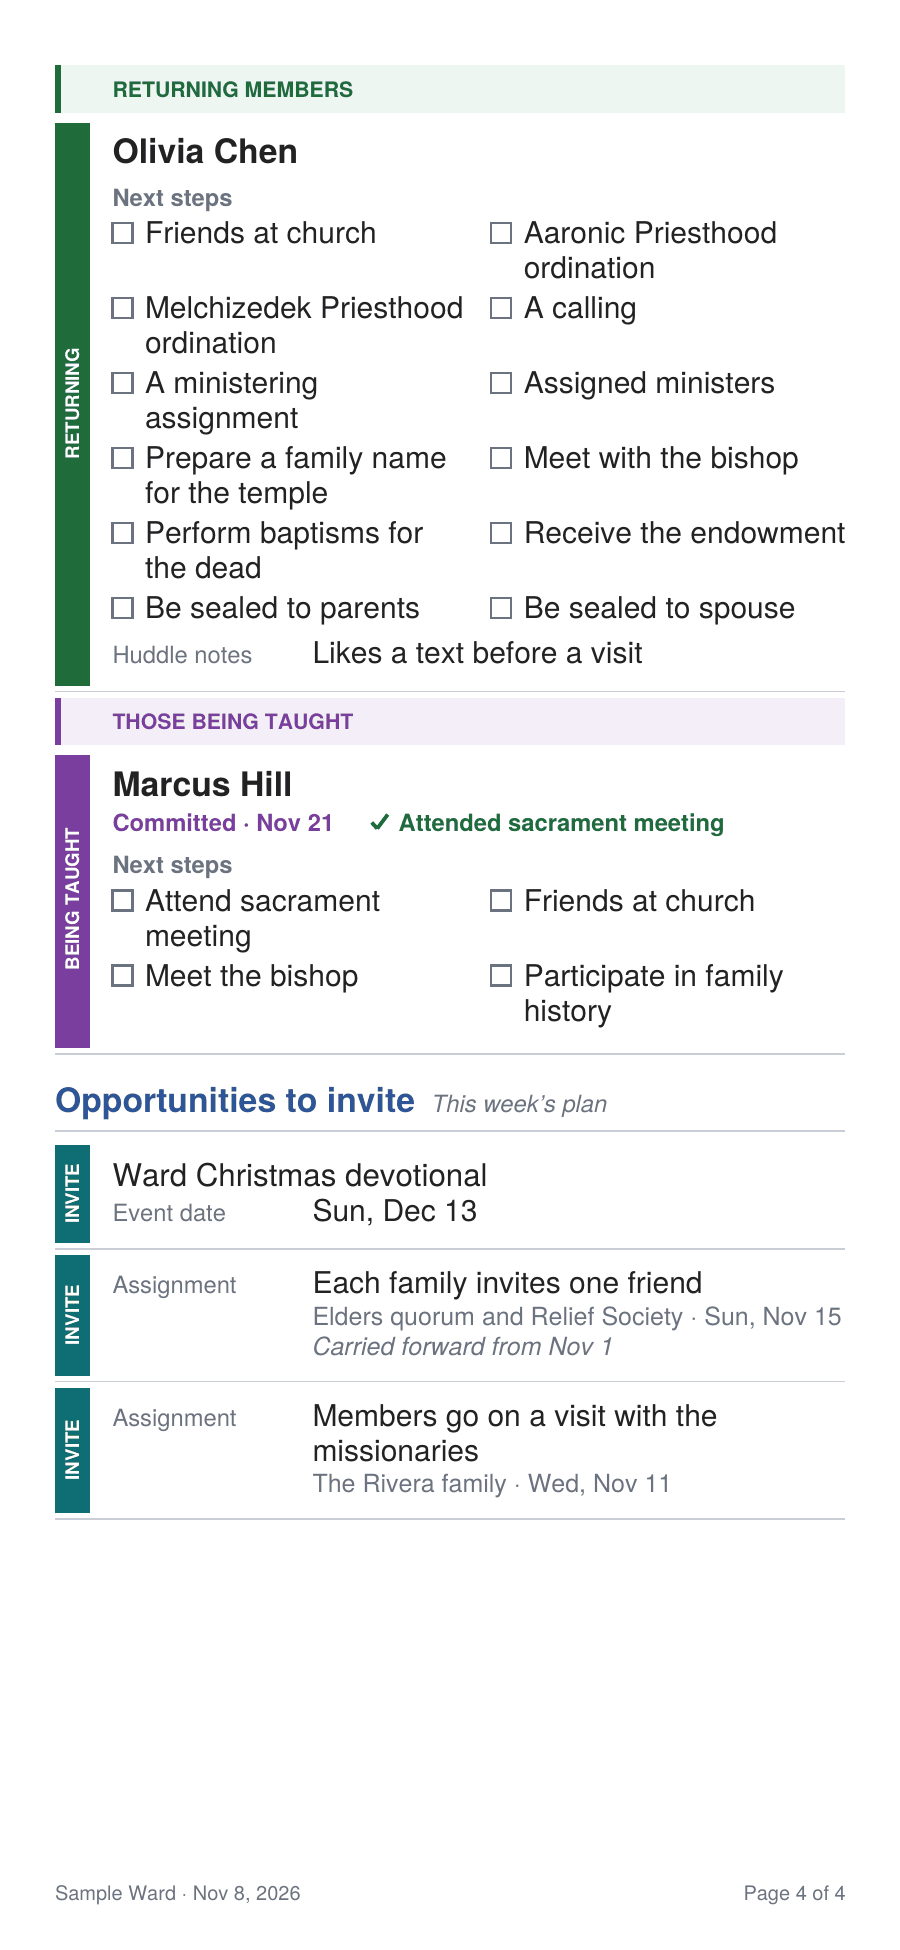 RETURNING MEMBERS
RETURNING
Olivia Chen
Next steps
Friends at church
Aaronic Priesthood
ordination
Melchizedek Priesthood
ordination
A calling
A ministering
assignment
Assigned ministers
Prepare a family name
for the temple
Meet with the bishop
Perform baptisms for
the dead
Receive the endowment
Be sealed to parents
Be sealed to spouse
Huddle notes Likes a text before a visit
THOSE BEING TAUGHT
BEING TAUGHT
Marcus Hill
Committed · Nov 21 ✓ Attended sacrament meeting
Next steps
Attend sacrament
meeting
Friends at church
Meet the bishop
Participate in family
history
Opportunities to invite This week’s plan
INVITE
Ward Christmas devotional
Event date Sun, Dec 13
INVITE
Assignment Each family invites one friend
Elders quorum and Relief Society · Sun, Nov 15
Carried forward from Nov 1
INVITE
Assignment Members go on a visit with the
missionaries
The Rivera family · Wed, Nov 11
Sample Ward · Nov 8, 2026 Page 4 of 4